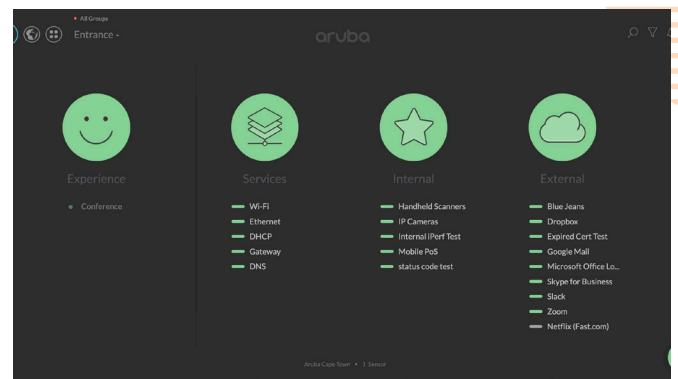 All Groups
Entrance -
aruba
Experience
Conference
Services
Wi-Fi
Ethernet
DHCP
Gateway
DNS
Internal
Handheld Scanners
IP Cameras
Internal iPerf Test
Mobile PoS
status code test
External
Blue Jeans
Dropbox
Expired Cert Test
Google Mail
Microsoft Office Lo...
Skype for Business
Slack
Zoom
Netflix (Fast.com)
Aruba Cape Town • 1 Sensor